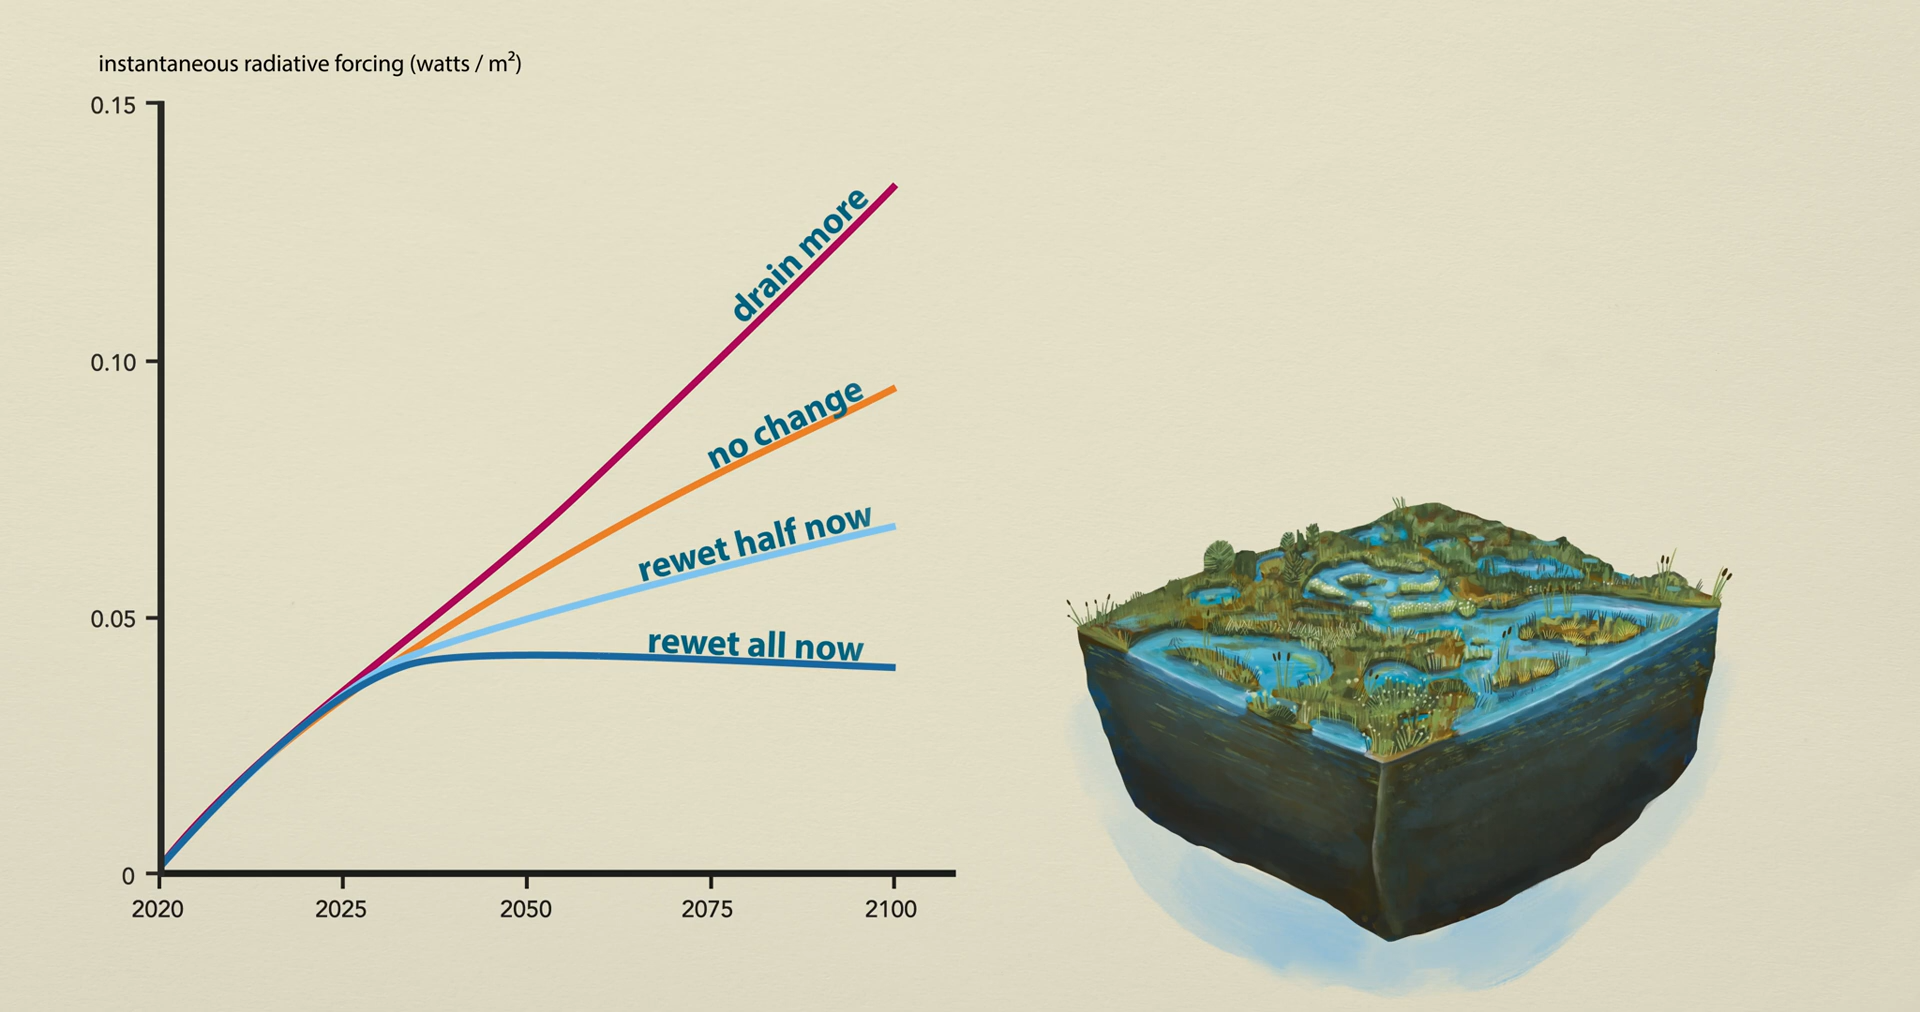 instantaneous radiative forcing (watts / m²)
0.15
0.10
0.05
0
drain more
no change
rewet half now
rewet all now
2020
2025
2050
2075
2100